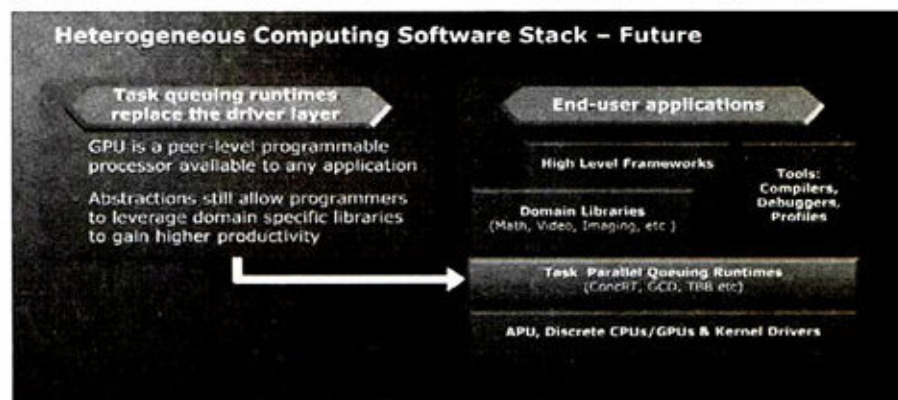 Heterogeneous Computing Software Stack – Future
Task queuing runtimes
replace the driver layer
GPU is a peer-level programmable
processor available to any application
Abstractions still allow programmers
to leverage domain specific libraries
to gain higher productivity
End-user applications
High Level Frameworks
Tools:
Compilers,
Debuggers,
Profiles
Domain Libraries
(Math, Video, Imaging, etc )
Task Parallel Queuing Runtimes
(ConcRT, GCD, TBB etc)
APU, Discrete CPUs/GPUs & Kernel Drivers